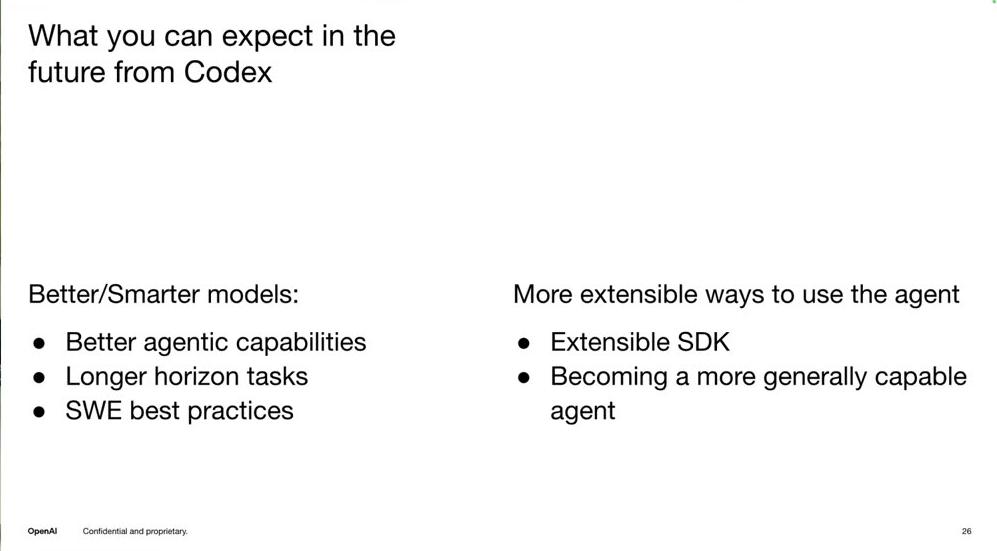 What you can expect in the
future from Codex
Better/Smarter models:
● Better agentic capabilities
● Longer horizon tasks
● SWE best practices
More extensible ways to use the agent
● Extensible SDK
● Becoming a more generally capable
agent
OpenAI Confidential and proprietary. 26